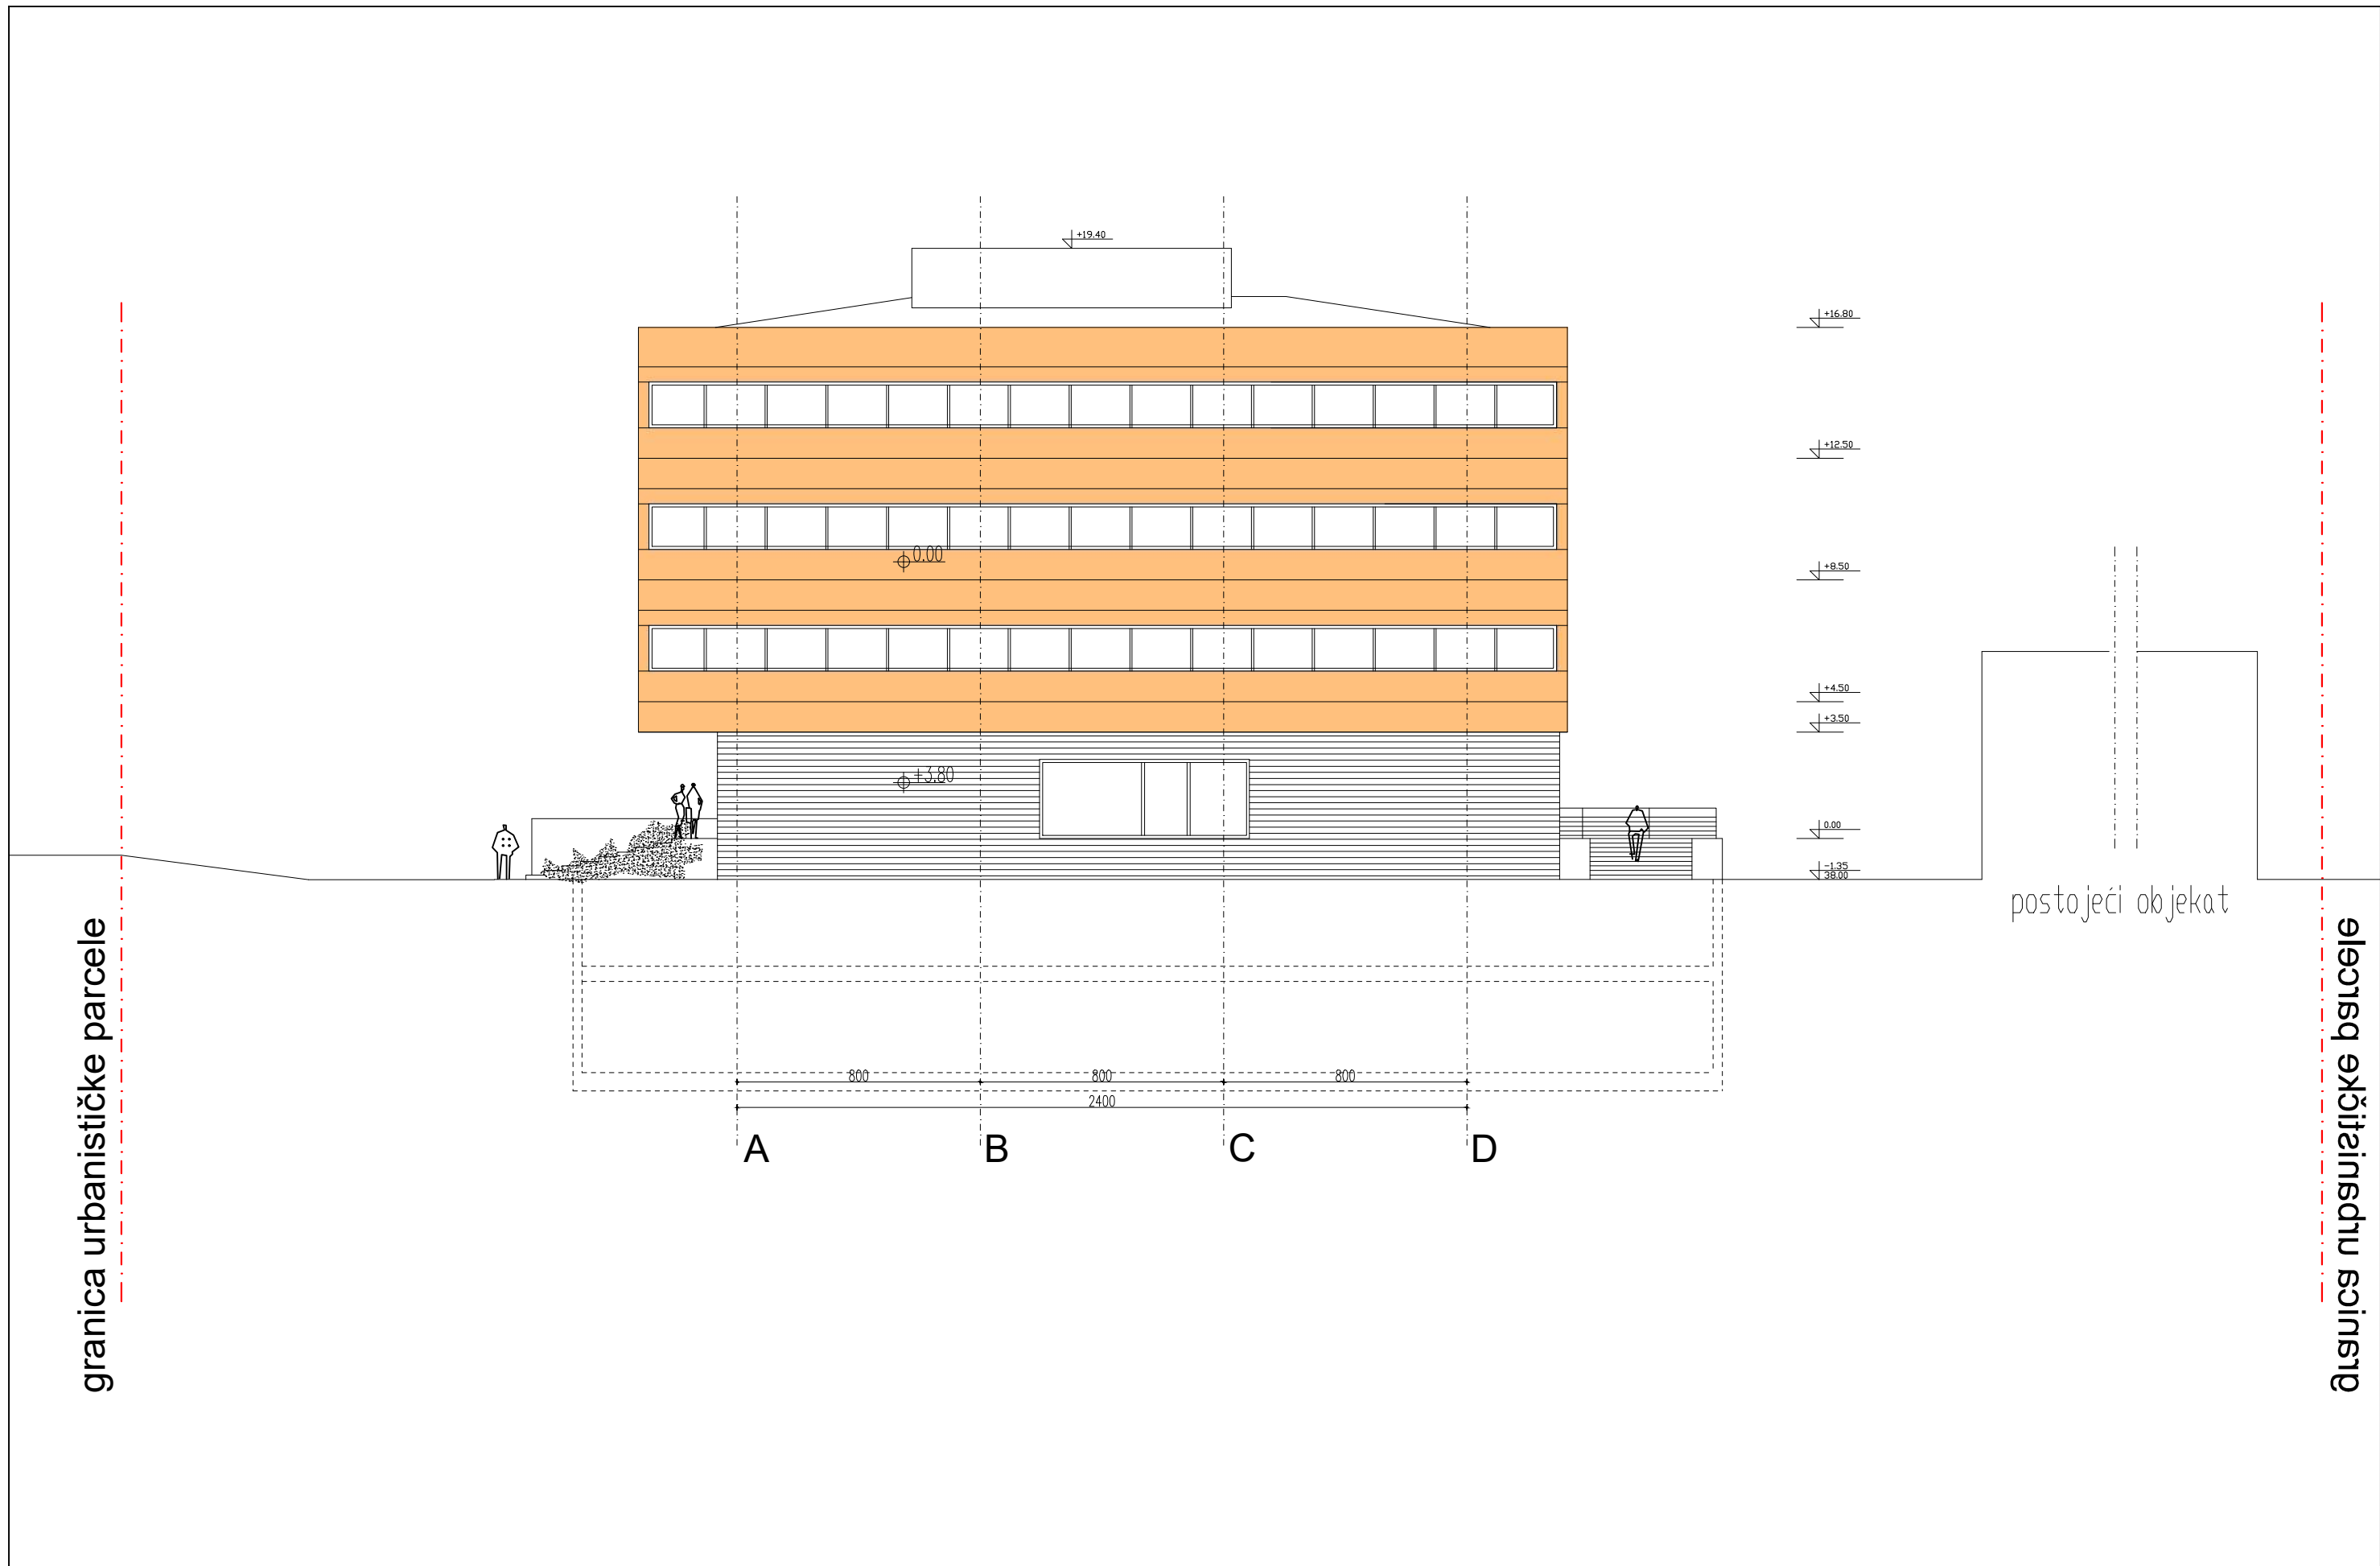 +19.40
+16.80
+12.50
0.00
+8.50
+4.50
+3.50
+3.80
0.00
-1.35
38.00
postojeći objekat
granica urbanističke parcele
granica urbanističke parcele
800 800 800
2400
A B C D